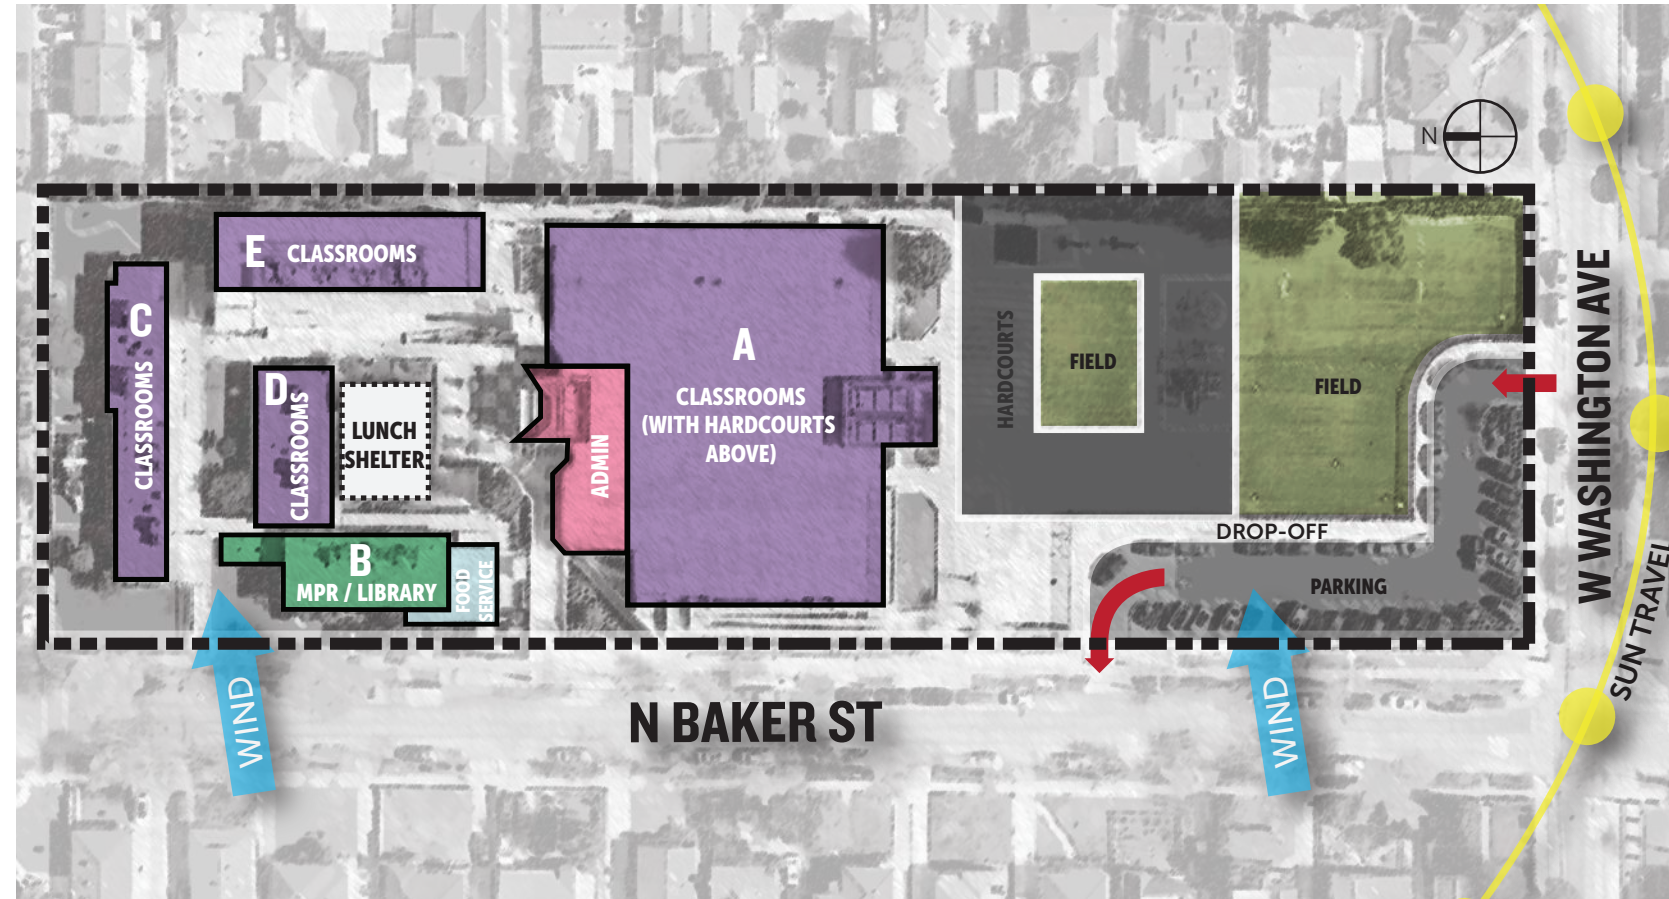 N
E CLASSROOMS
C
CLASSROOMS
D
CLASSROOMS
LUNCH
SHELTER
B
MPR / LIBRARY
FOOD
SERVICE
ADMIN
A
CLASSROOMS
(WITH HARDCOURTS
ABOVE)
HARDCOURTS
FIELD
FIELD
DROP-OFF
PARKING
W WASHINGTON AVE
SUN TRAVEL
WIND
N BAKER ST
WIND